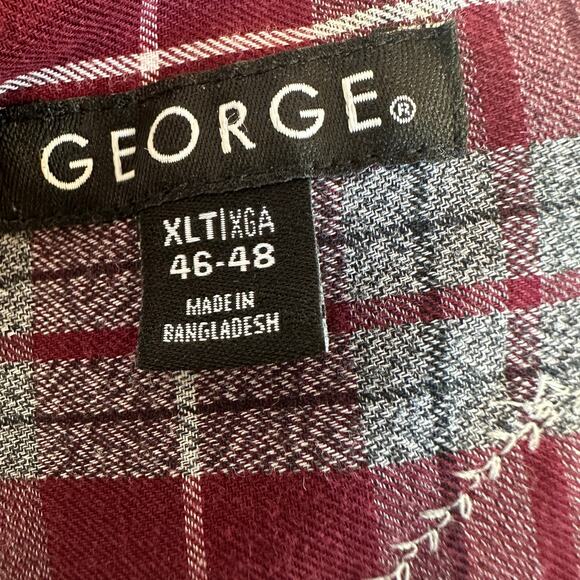 GEORGE®
XLT|XGA
46-48
MADE IN
BANGLADESH